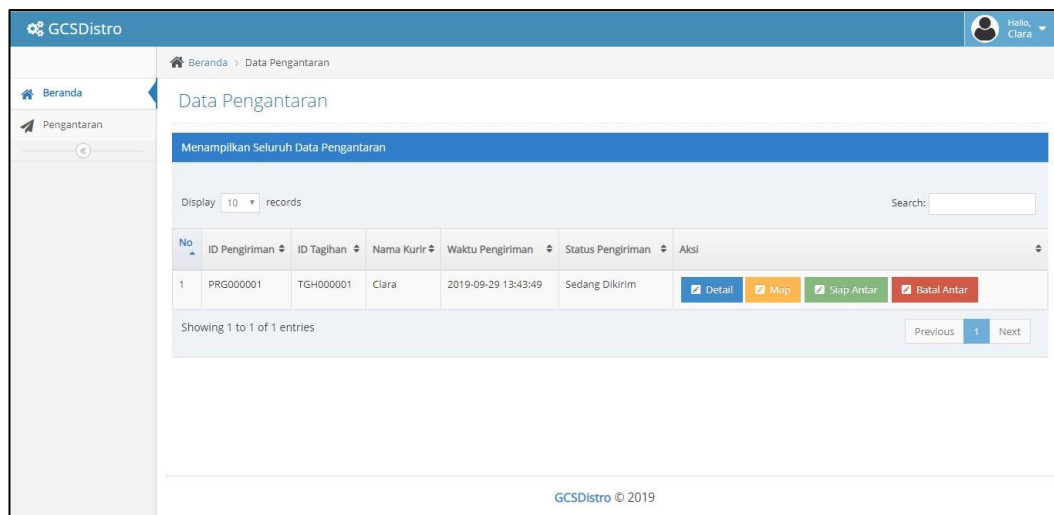 GCSDistro
Hallo,
Clara
Beranda > Data Pengantaran
Beranda
Pengantaran
Data Pengantaran
Menampilkan Seluruh Data Pengantaran
Display 10 records
Search:
No ID Pengiriman ID Tagihan Nama Kurir Waktu Pengiriman Status Pengiriman Aksi
1 PRG000001 TGH000001 Clara 2019-09-29 13:43:49 Sedang Dikirim Detail Map Siap Antar Batal Antar
Showing 1 to 1 of 1 entries
Previous 1 Next
GCSDistro © 2019